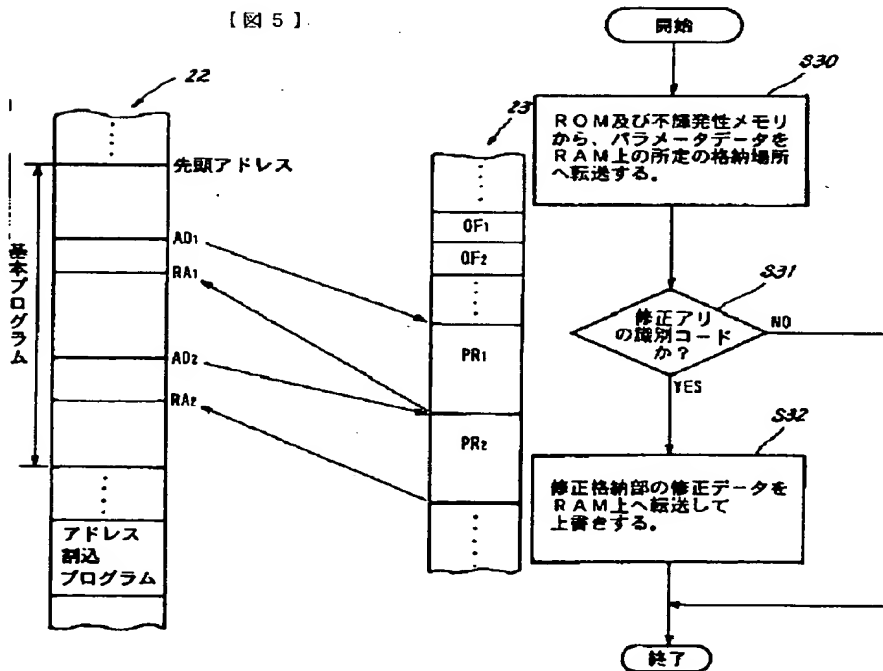 【図5】
22
先頭アドレス
基本プログラム
AD1
RA1
AD2
RA2
アドレス
割込
プログラム
23
OF1
OF2
PR1
PR2
開始
S30
ROM及び不揮発性メモリ
から、パラメータデータを
RAM上の所定の格納場所
へ転送する。
S31
修正アリ
の識別コード
か?
NO
YES
S32
修正格納部の修正データを
RAM上へ転送して
上書きする。
終了